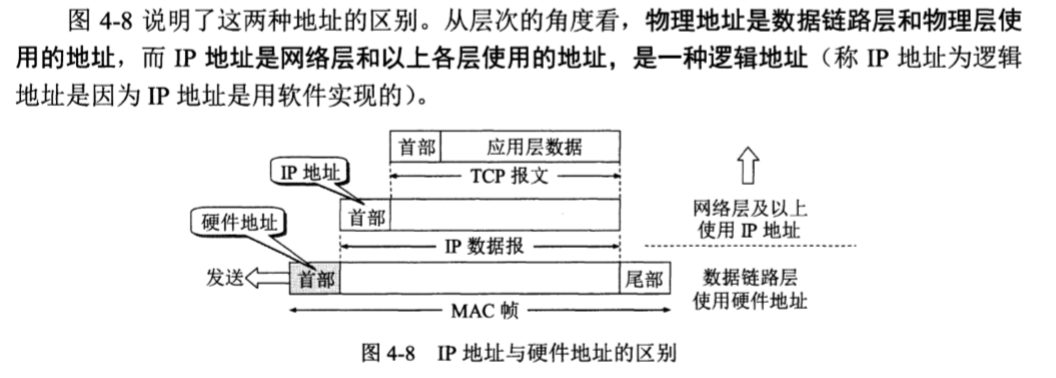 图 4-8 说明了这两种地址的区别。从层次的角度看，物理地址是数据链路层和物理层使
用的地址，而 IP 地址是网络层和以上各层使用的地址，是一种逻辑地址（称 IP 地址为逻辑
地址是因为 IP 地址是用软件实现的）。
首部 应用层数据
IP 地址
TCP 报文
首部
网络层及以上
使用 IP 地址
硬件地址
IP 数据报
发送
首部 尾部
数据链路层
使用硬件地址
MAC 帧
图 4-8 IP 地址与硬件地址的区别